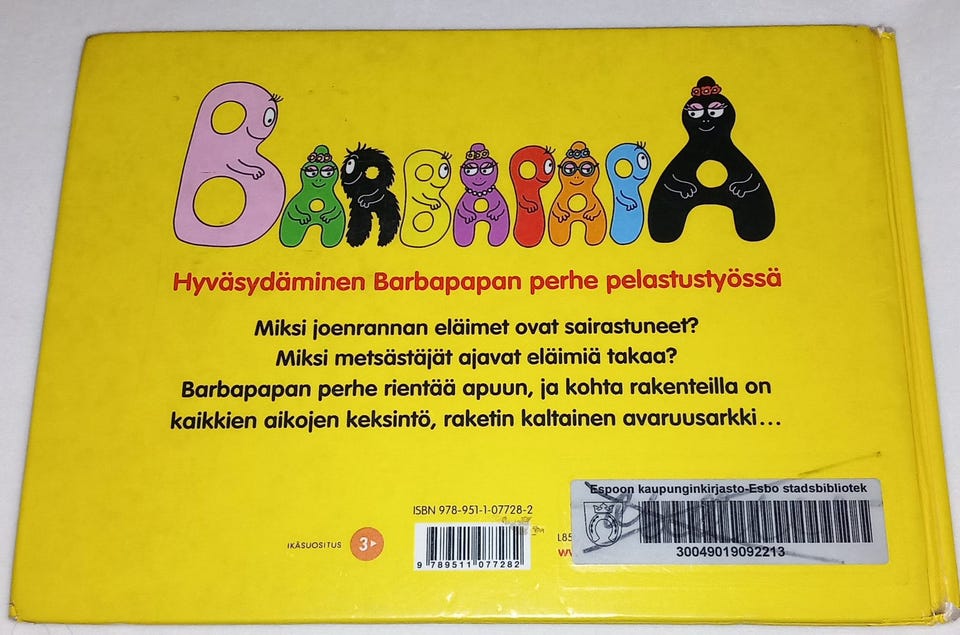 BARBAPAPA
Hyväsydäminen Barbapapan perhe pelastustyössä
Miksi joenrannan eläimet ovat sairastuneet?
Miksi metsästäjät ajavat eläimiä takaa?
Barbapapan perhe rientää apuun, ja kohta rakenteilla on
kaikkien aikojen keksintö, raketin kaltainen avaruusarkki...
Espoon kaupunginkirjasto-Esbo stadsbibliotek
30049019092213
ISBN 978-951-1-07728-2
IKÄSUOSITUS 3
9 789511 077282
L85